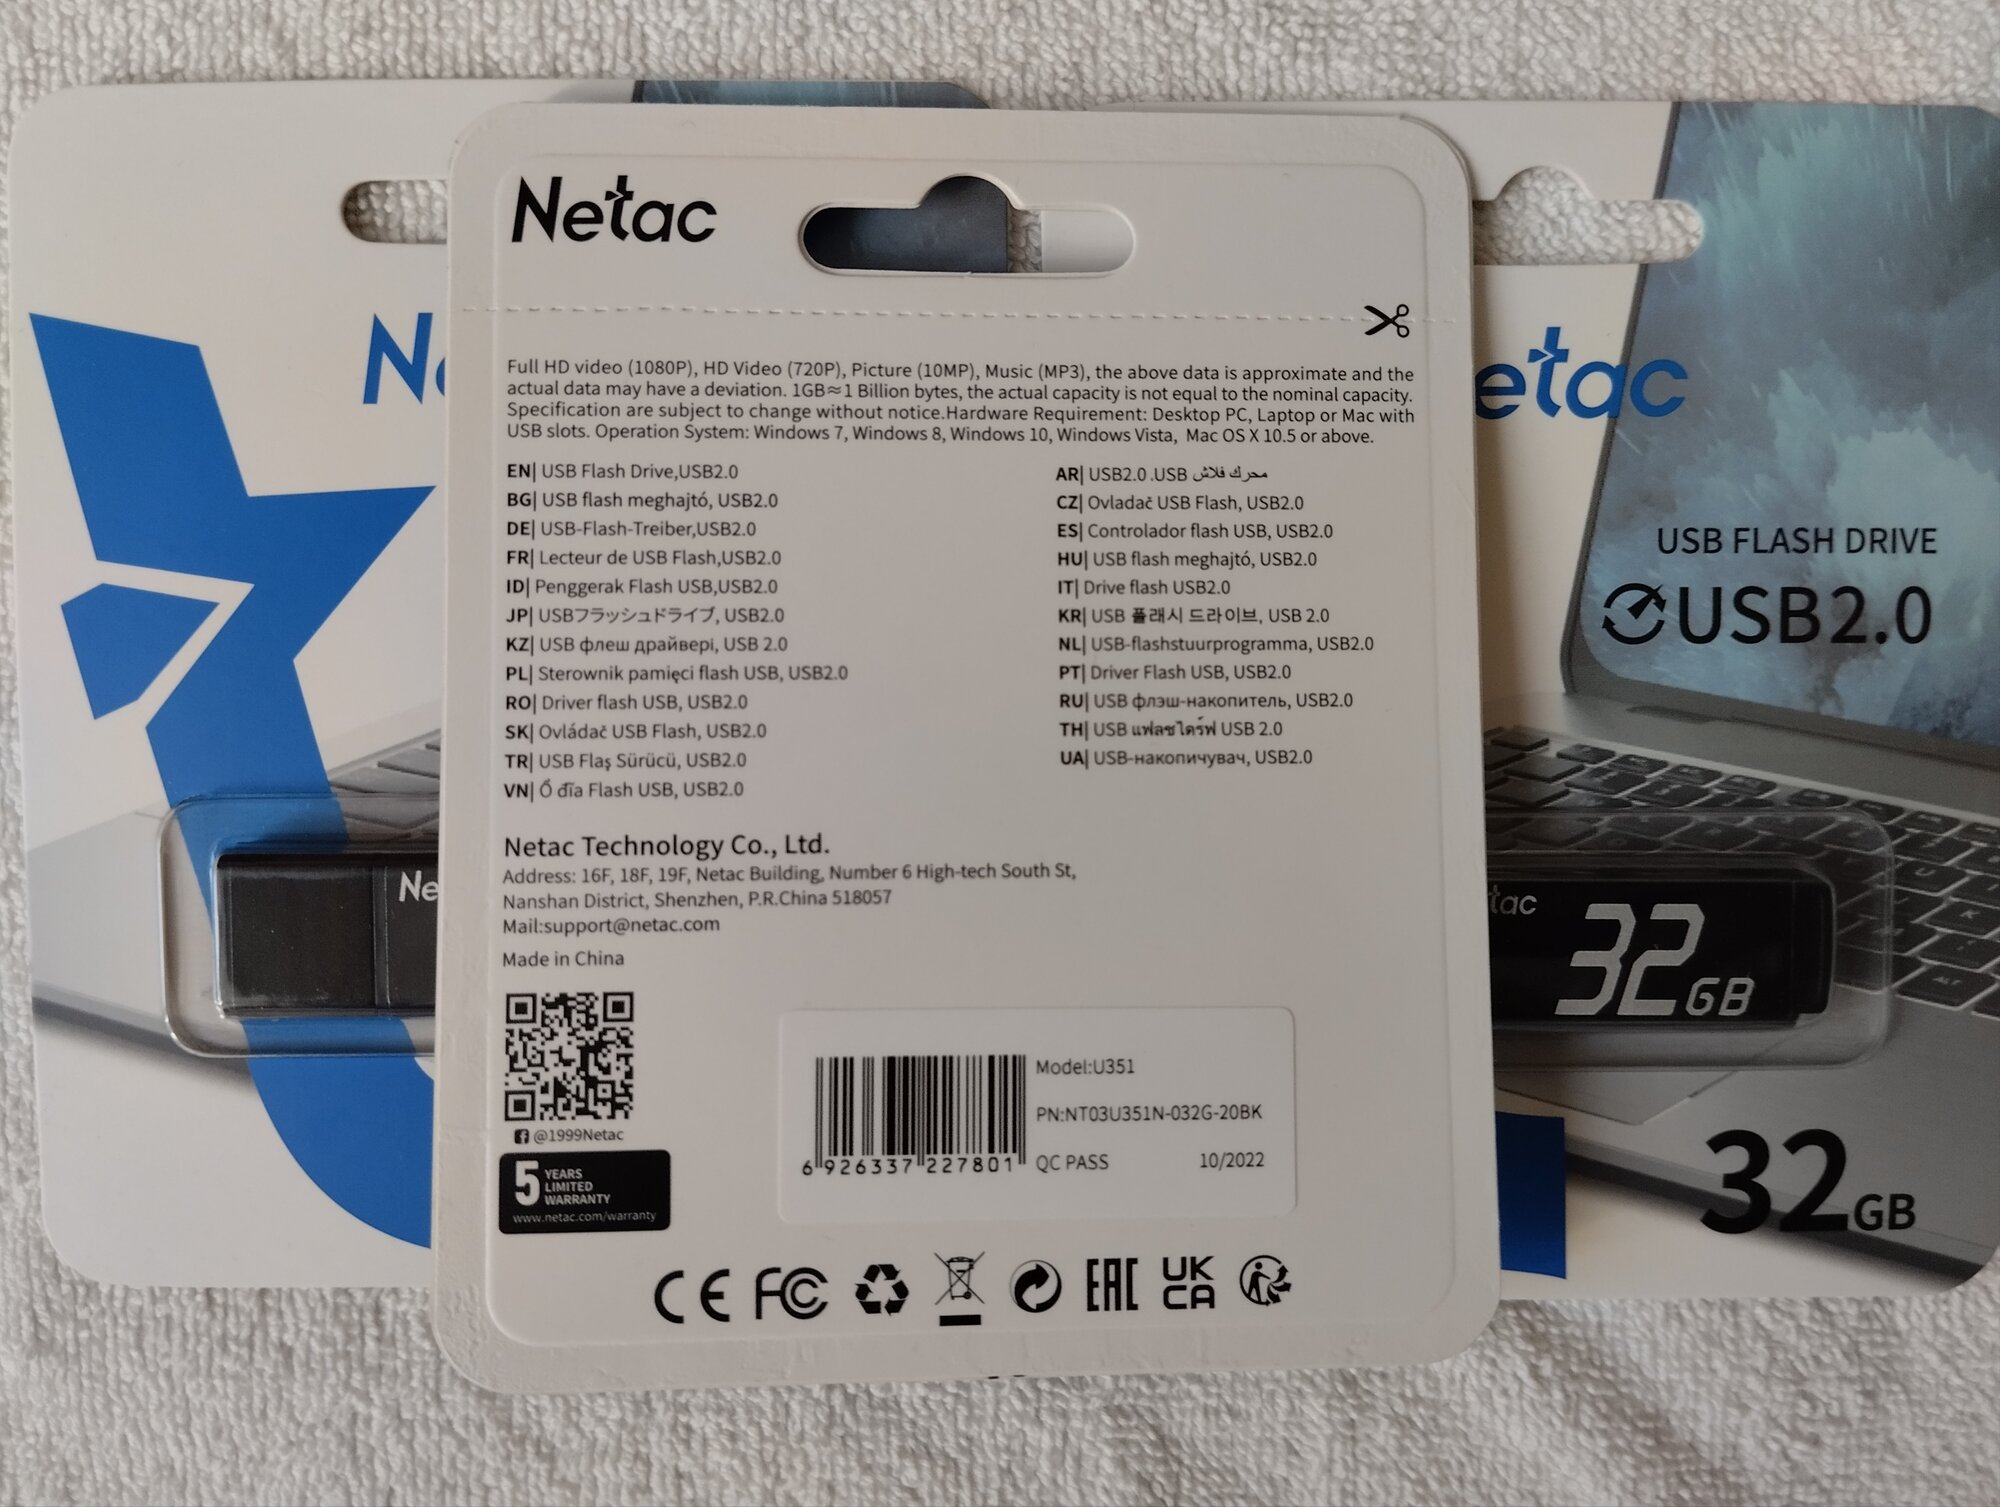 Netac
Full HD video (1080P), HD Video (720P), Picture (10MP), Music (MP3), the above data is approximate and the
actual data may have a deviation. 1GB≈1 Billion bytes, the actual capacity is not equal to the nominal capacity.
Specification are subject to change without notice.Hardware Requirement: Desktop PC, Laptop or Mac with
USB slots. Operation System: Windows 7, Windows 8, Windows 10, Windows Vista, Mac OS X 10.5 or above.
EN| USB Flash Drive,USB2.0
BG| USB flash meghajtó, USB2.0
DE| USB-Flash-Treiber,USB2.0
FR| Lecteur de USB Flash,USB2.0
ID| Penggerak Flash USB,USB2.0
JP| USBフラッシュドライブ, USB2.0
KZ| USB флеш драйвері, USB 2.0
PL| Sterownik pamięci flash USB, USB2.0
RO| Driver flash USB, USB2.0
SK| Ovládač USB Flash, USB2.0
TR| USB Flaş Sürücü, USB2.0
VN| Ổ đĩa Flash USB, USB2.0
AR| USB2.0 .USB محرك فلاش
CZ| Ovladač USB Flash, USB2.0
ES| Controlador flash USB, USB2.0
HU| USB flash meghajtó, USB2.0
IT| Drive flash USB2.0
KR| USB 플래시 드라이브, USB 2.0
NL| USB-flashstuurprogramma, USB2.0
PT| Driver Flash USB, USB2.0
RU| USB флэш-накопитель, USB2.0
TH| USB แฟลชไดร์ฟ USB 2.0
UA| USB-накопичувач, USB2.0
Netac Technology Co., Ltd.
Address: 16F, 18F, 19F, Netac Building, Number 6 High-tech South St,
Nanshan District, Shenzhen, P.R.China 518057
Mail:support@netac.com
Made in China
@1999Netac
5 YEARS
LIMITED
WARRANTY
www.netac.com/warranty
6 926337 227801
Model:U351
PN:NT03U351N-032G-20BK
QC PASS 10/2022
CE FC EAC UK
CA
Ne
Ne
etac
USB FLASH DRIVE
USB2.0
tac 32GB
32GB